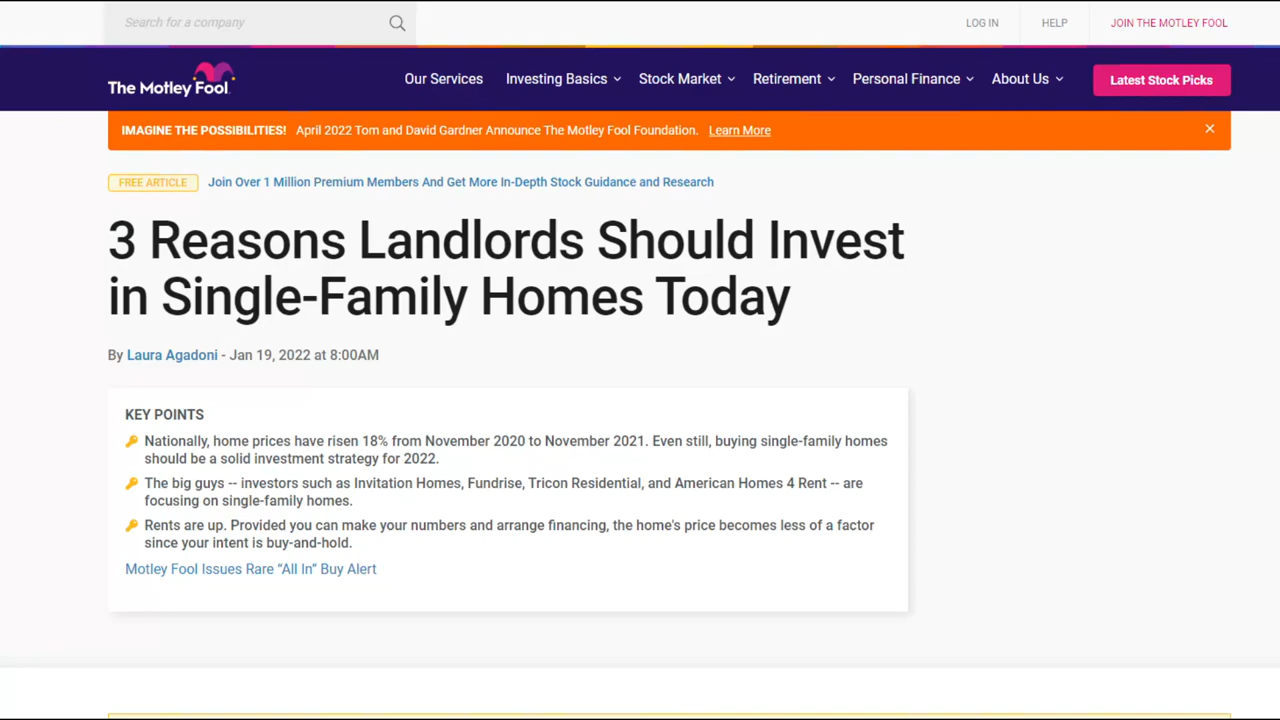 Search for a company
LOG IN
HELP
JOIN THE MOTLEY FOOL
The Motley Fool.
Our Services
Investing Basics
Stock Market
Retirement
Personal Finance
About Us
Latest Stock Picks
IMAGINE THE POSSIBILITIES! April 2022 Tom and David Gardner Announce The Motley Fool Foundation. Learn More
FREE ARTICLE
Join Over 1 Million Premium Members And Get More In-Depth Stock Guidance and Research
3 Reasons Landlords Should Invest
in Single-Family Homes Today
By Laura Agadoni - Jan 19, 2022 at 8:00AM
KEY POINTS
Nationally, home prices have risen 18% from November 2020 to November 2021. Even still, buying single-family homes
should be a solid investment strategy for 2022.
The big guys -- investors such as Invitation Homes, Fundrise, Tricon Residential, and American Homes 4 Rent -- are
focusing on single-family homes.
Rents are up. Provided you can make your numbers and arrange financing, the home's price becomes less of a factor
since your intent is buy-and-hold.
Motley Fool Issues Rare “All In” Buy Alert